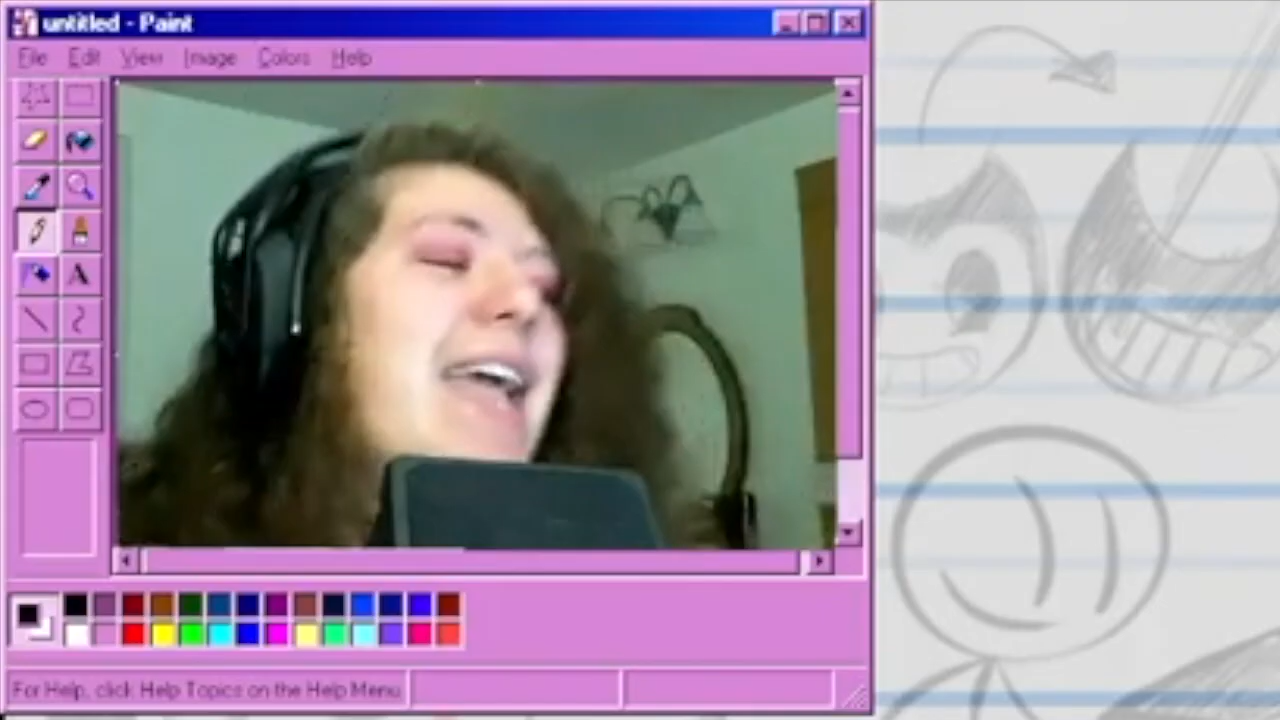 untitled - Paint
File Edit View Image Colors Help
A
For Help, click Help Topics on the Help Menu.